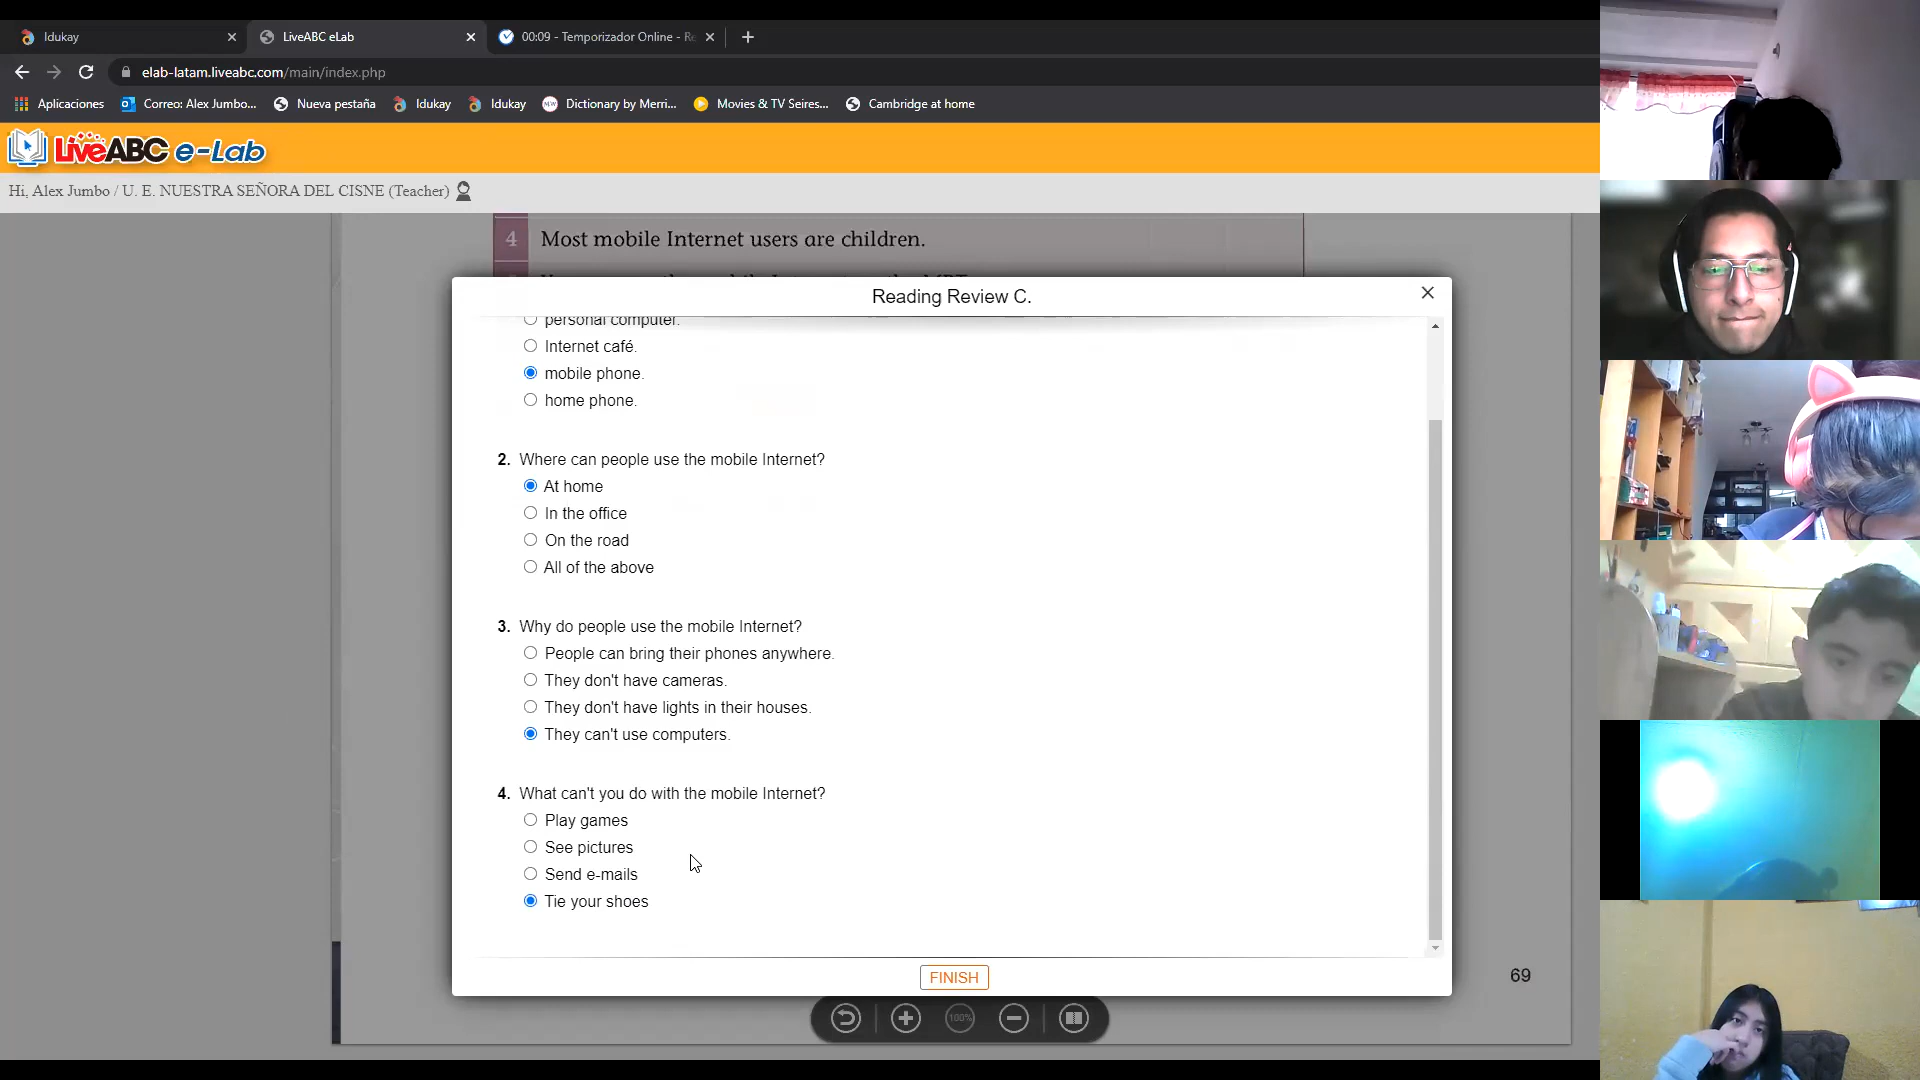 Idukay
LiveABC eLab
00:09 - Temporizador Online - Re
elab-latam.liveabc.com/main/index.php
Aplicaciones
Correo: Alex Jumbo...
Nueva pestaña
Idukay
Idukay
Dictionary by Merri...
Movies & TV Seires...
Cambridge at home
LiveABC e-Lab
Hi, Alex Jumbo / U. E. NUESTRA SEÑORA DEL CISNE (Teacher)
4 Most mobile Internet users are children.
Reading Review C.
personal computer.
Internet café.
mobile phone.
home phone.
2. Where can people use the mobile Internet?
At home
In the office
On the road
All of the above
3. Why do people use the mobile Internet?
People can bring their phones anywhere.
They don't have cameras.
They don't have lights in their houses.
They can't use computers.
4. What can't you do with the mobile Internet?
Play games
See pictures
Send e-mails
Tie your shoes
FINISH
69
100%